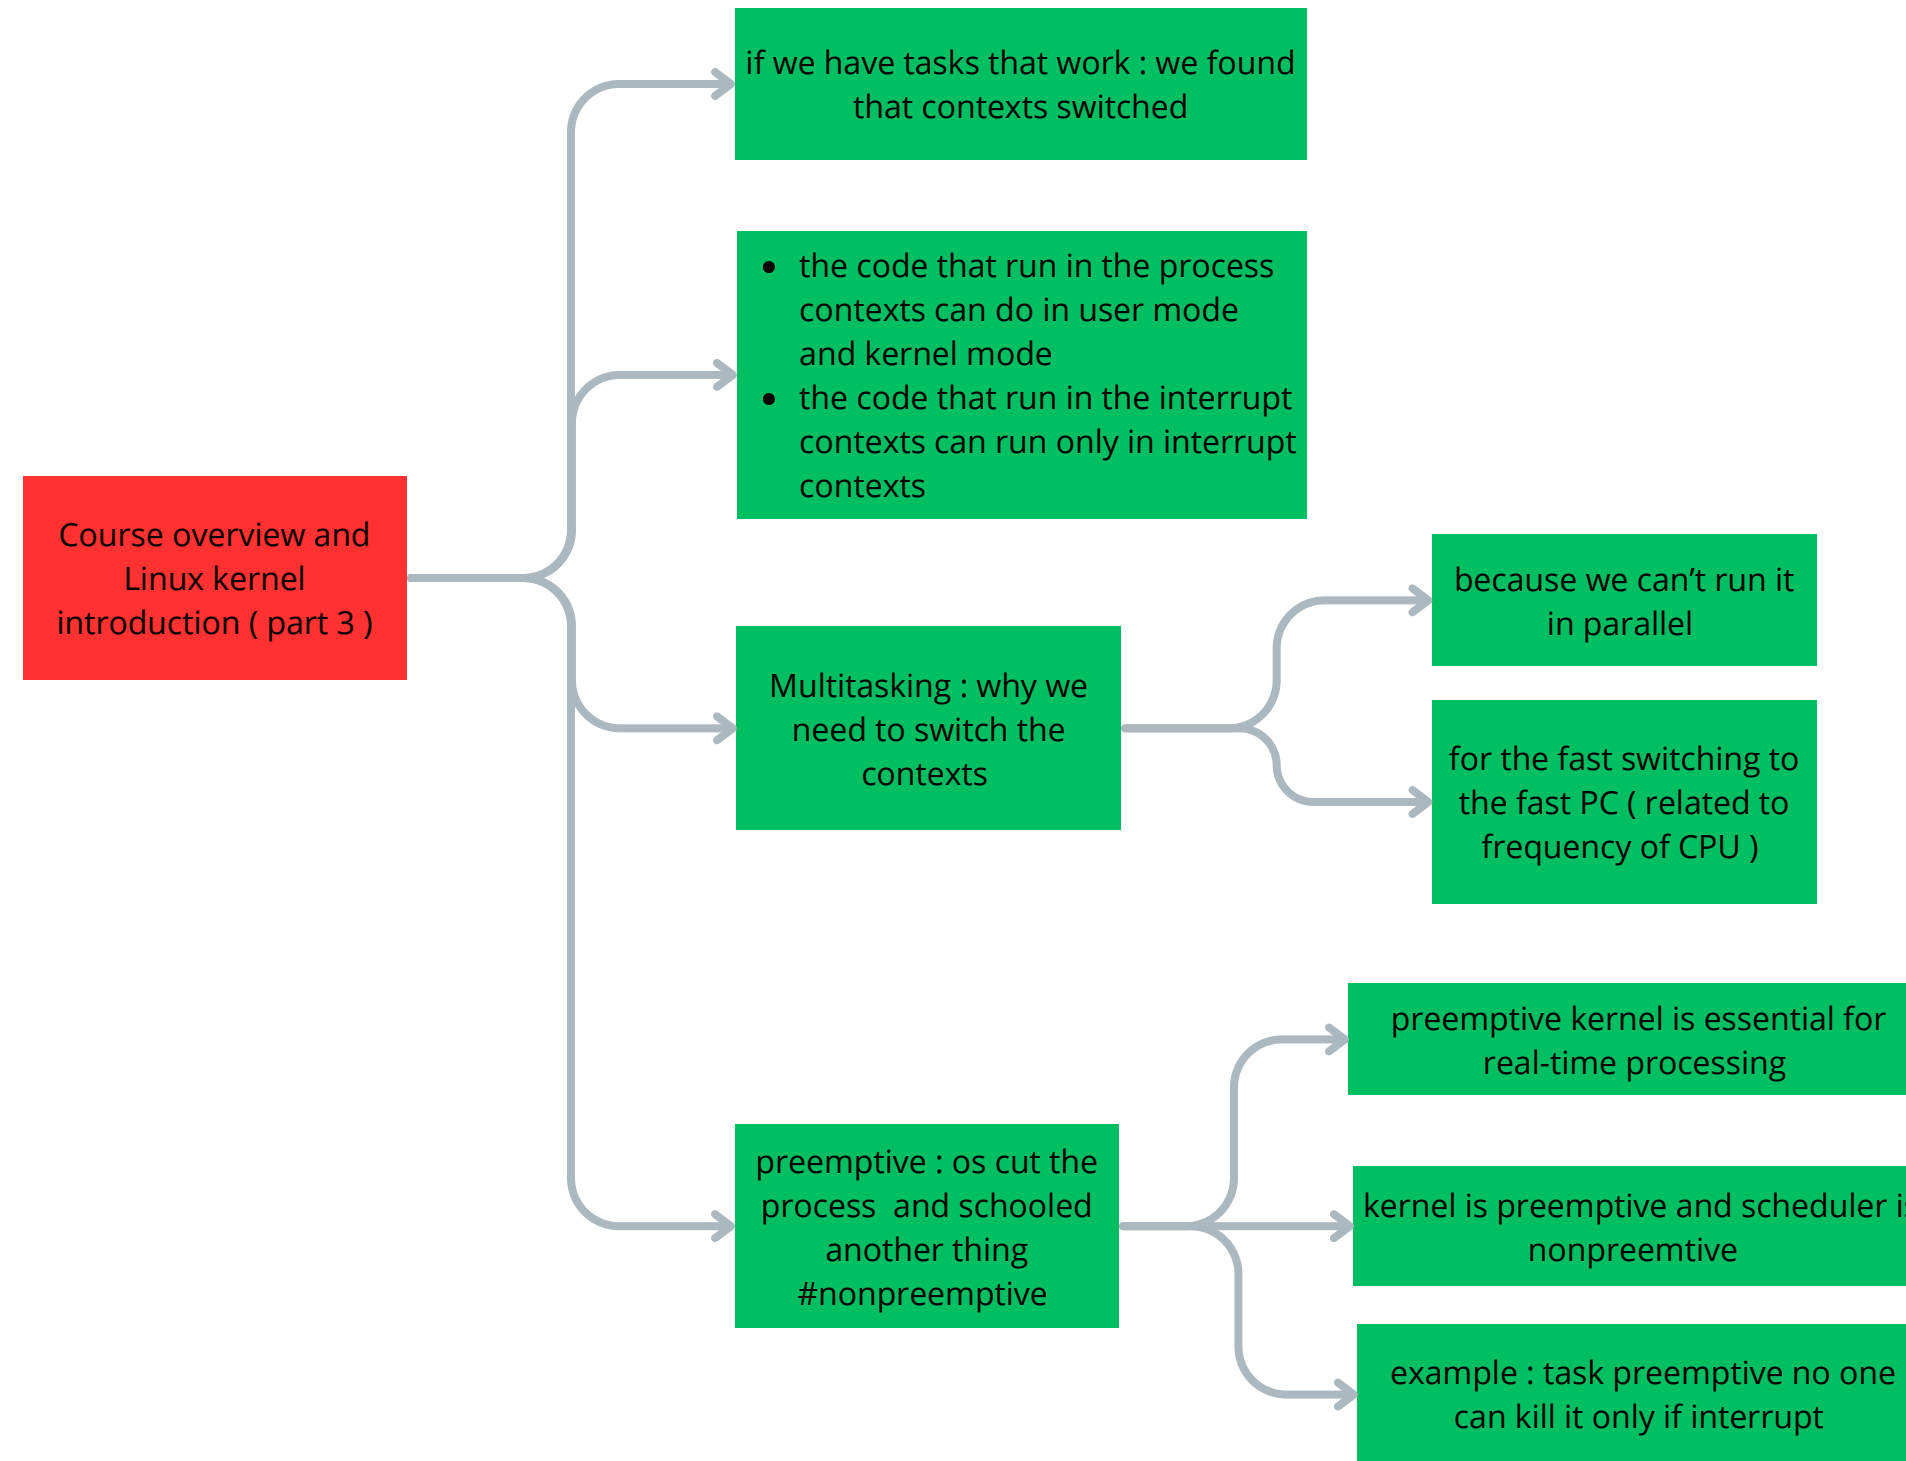 if we have tasks that work : we found
that contexts switched
• the code that run in the process
contexts can do in user mode
and kernel mode
• the code that run in the interrupt
contexts can run only in interrupt
contexts
Course overview and
Linux kernel
introduction ( part 3 )
Multitasking : why we
need to switch the
contexts
because we can’t run it
in parallel
for the fast switching to
the fast PC ( related to
frequency of CPU )
preemptive : os cut the
process  and schooled
another thing
#nonpreemptive
preemptive kernel is essential for
real-time processing
kernel is preemptive and scheduler is
nonpreemtive
example : task preemptive no one
can kill it only if interrupt